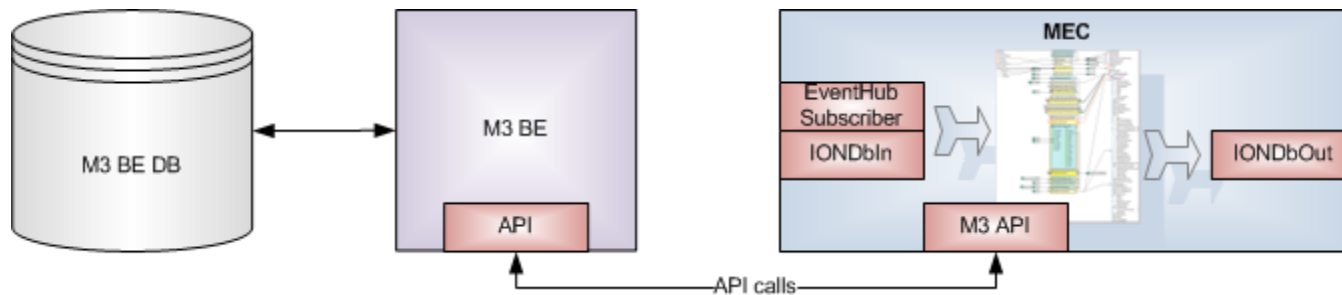 M3 BE DB
M3 BE
API
MEC
EventHub
Subscriber
IONDbIn
IONDbOut
M3 API
API calls